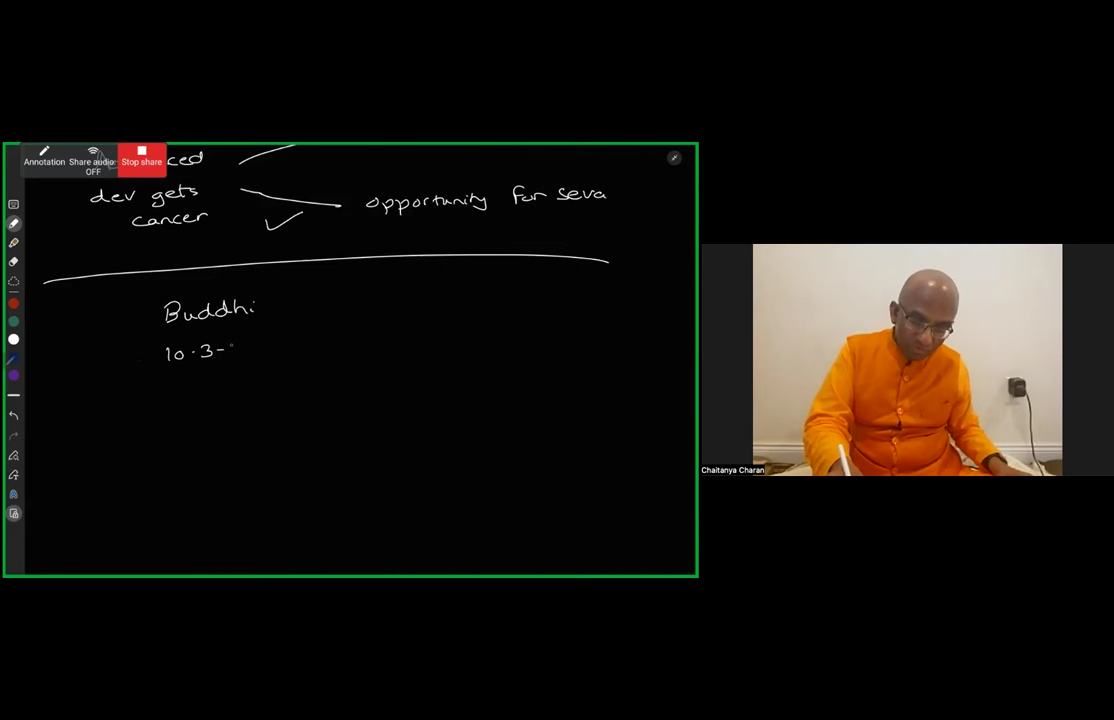 Annotation
Share audio: OFF
Stop share
ced
dev gets
cancer
opportunity for seva
Buddhi
10.3-
Chaitanya Charan